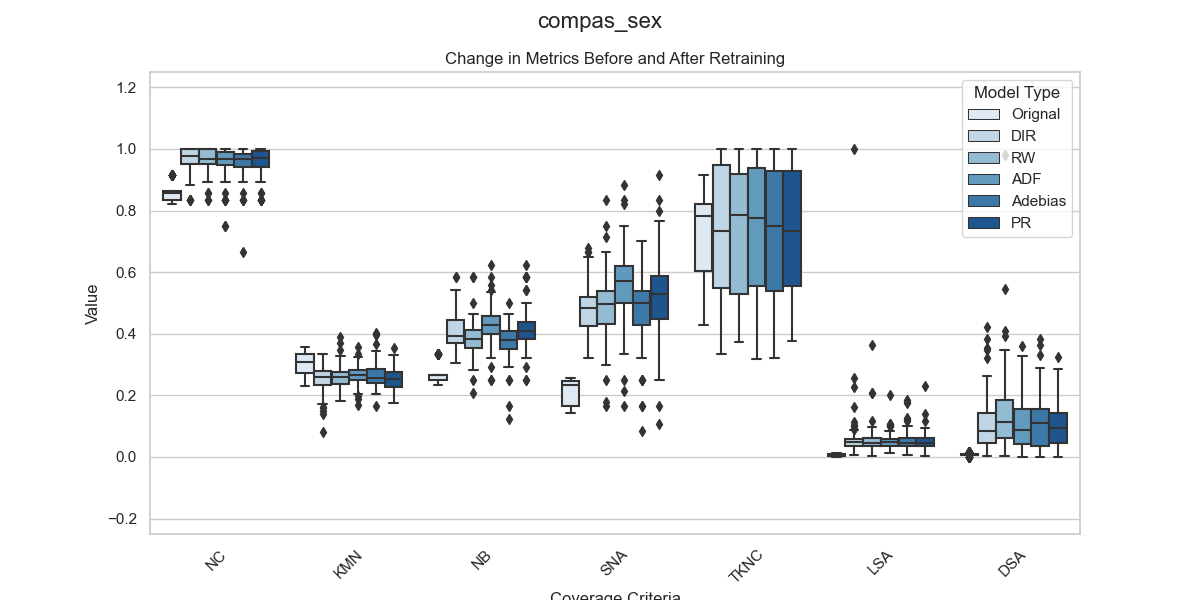 compas_sex
Change in Metrics Before and After Retraining
Value
1.2
1.0
0.8
0.6
0.4
0.2
0.0
−0.2
Model Type
Orignal
DIR
RW
ADF
Adebias
PR
NC
KMN
NB
SNA
TKNC
LSA
DSA
Coverage Criteria